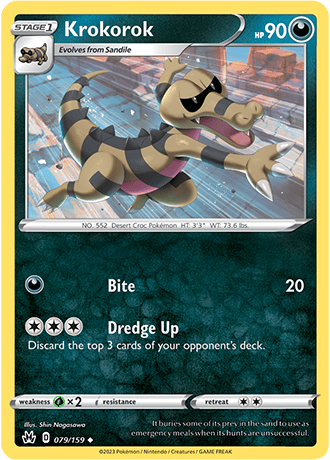 STAGE 1 Krokorok HP 90
Evolves from Sandile
NO. 552 Desert Croc Pokémon HT: 3'3" WT: 73.6 lbs.
Bite 20
Dredge Up
Discard the top 3 cards of your opponent's deck.
weakness ×2 resistance retreat
Illus. Shin Nagasawa
D 079/159
It buries some of its prey in the sand to use as
emergency meals when its hunts are unsuccessful.
©2023 Pokémon / Nintendo / Creatures / GAME FREAK